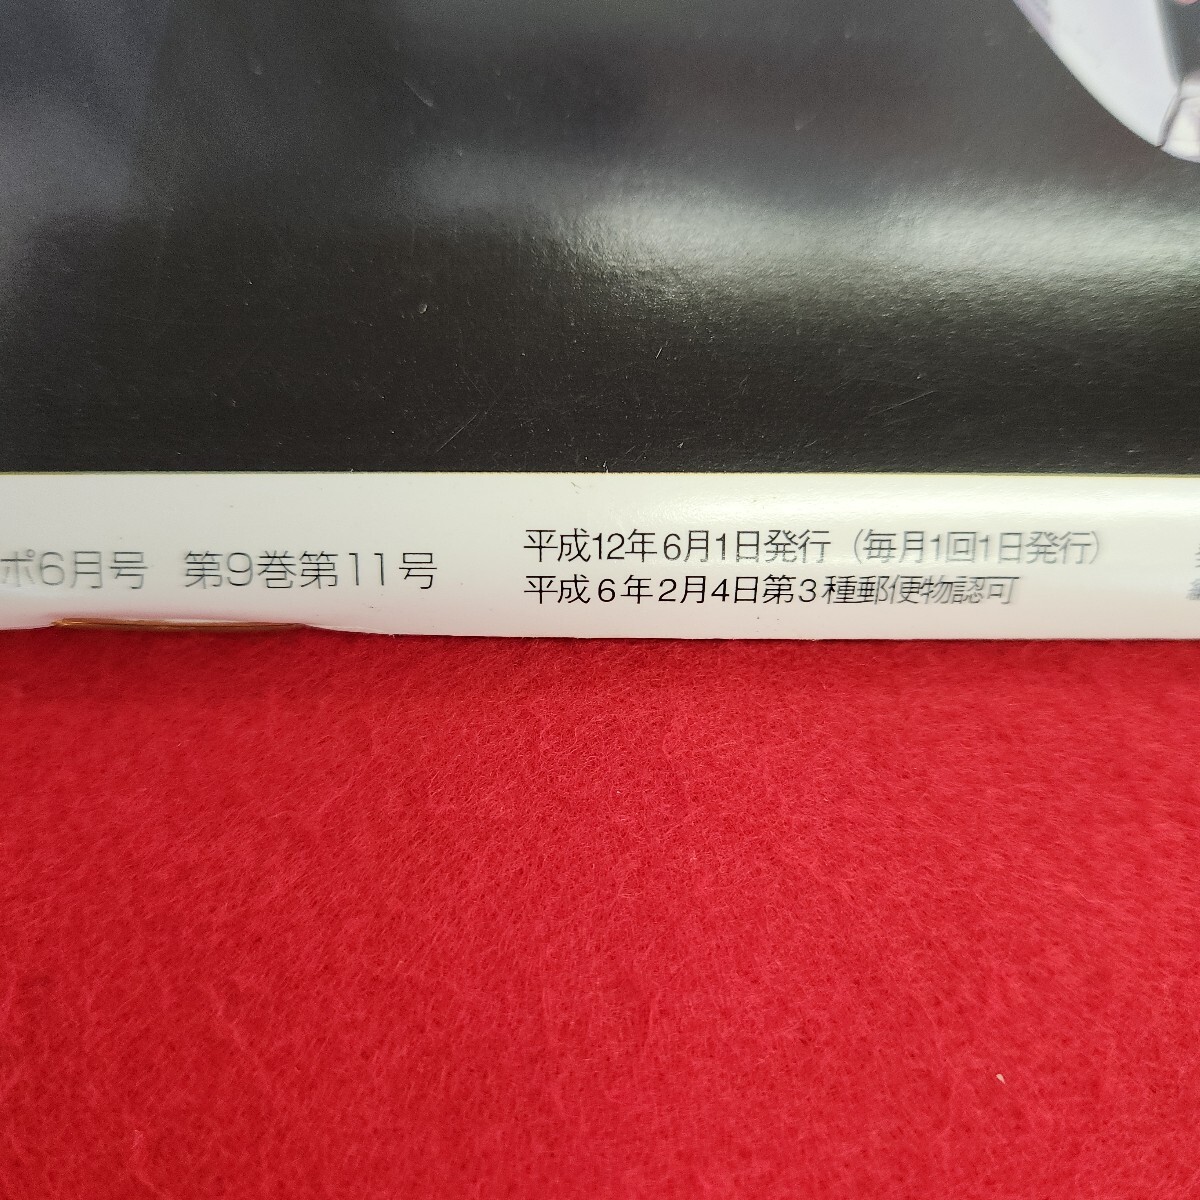 ポ6月号 第9巻第11号
平成12年6月1日発行（毎月1回1日発行）
平成6年2月4日第3種郵便物認可